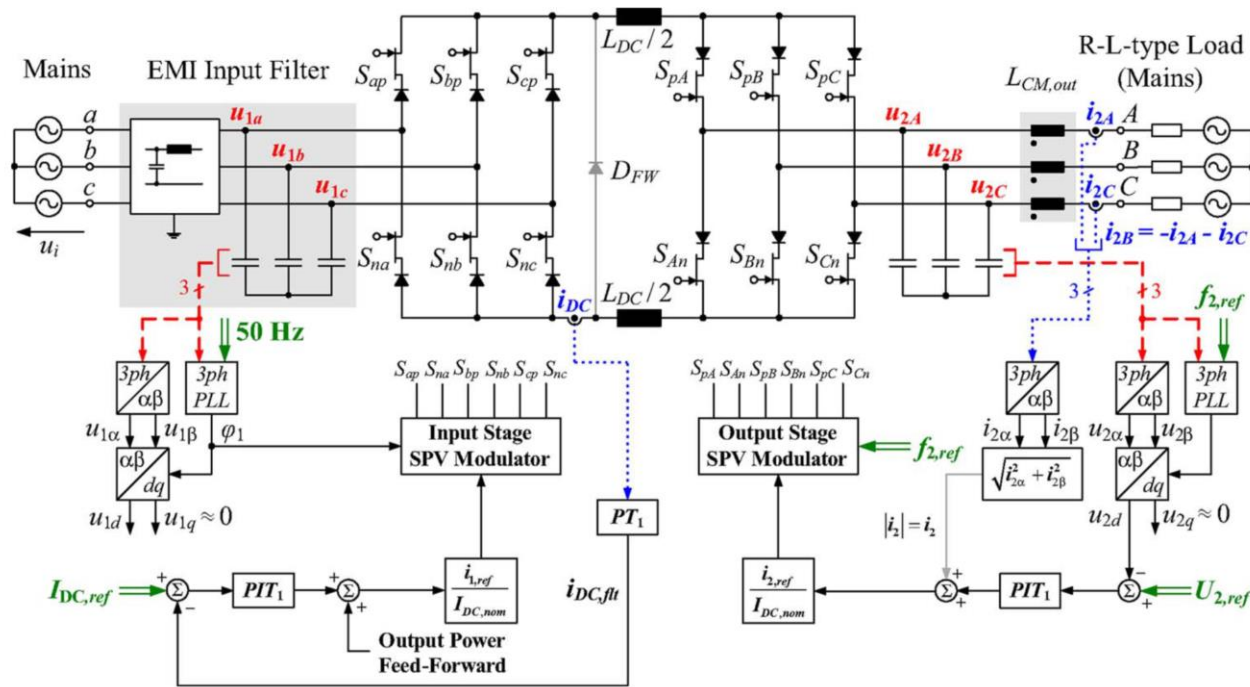 Mains
EMI Input Filter
a
b
c
u_i
u_1a
u_1b
u_1c
S_ap
S_bp
S_cp
S_na
S_nb
S_nc
L_DC / 2
D_FW
L_DC / 2
i_DC
S_pA
S_pB
S_pC
S_An
S_Bn
S_Cn
u_2A
u_2B
u_2C
L_CM,out
R-L-type Load
(Mains)
i_2A
A
B
i_2C
C
i_2B = -i_2A - i_2C
3
3
3
50 Hz
f_2,ref
3ph
αβ
3ph
PLL
u_1α
u_1β
φ_1
αβ
dq
u_1d
u_1q ≈ 0
S_ap S_na S_bp S_nb S_cp S_nc
Input Stage
SPV Modulator
S_pA S_An S_pB S_Bn S_pC S_Cn
Output Stage
SPV Modulator
f_2,ref
3ph
αβ
3ph
αβ
3ph
PLL
i_2α
i_2β
u_2α
u_2β
√(i²_2α + i²_2β)
αβ
dq
u_2d
u_2q ≈ 0
|i_2| = i_2
PT_1
i_DC,flt
I_DC,ref
+
Σ
−
PIT_1
+
Σ
+
i_1,ref
I_DC,nom
Output Power
Feed-Forward
i_2,ref
I_DC,nom
+
Σ
+
PIT_1
−
Σ
+
U_2,ref